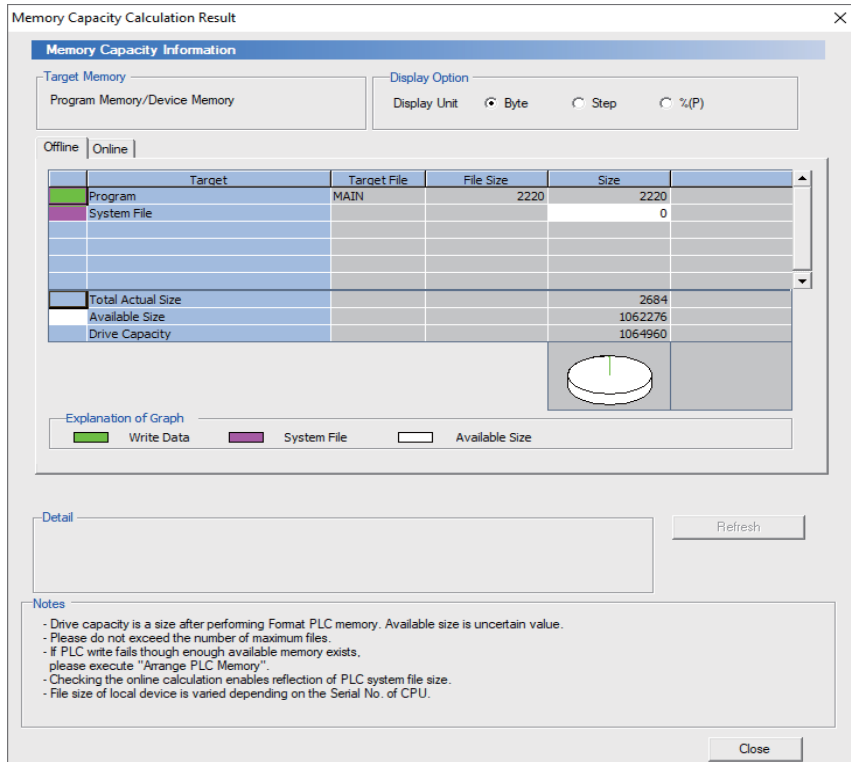 Memory Capacity Calculation Result
Memory Capacity Information
Target Memory
Program Memory/Device Memory
Display Option
Display Unit Byte Step %(P)
Offline Online
Target Target File File Size Size
Program MAIN 2220 2220
System File 0
Total Actual Size 2684
Available Size 1062276
Drive Capacity 1064960
Explanation of Graph
Write Data System File Available Size
Detail
Refresh
Notes
- Drive capacity is a size after performing Format PLC memory. Available size is uncertain value.
- Please do not exceed the number of maximum files.
- If PLC write fails though enough available memory exists,
please execute "Arrange PLC Memory".
- Checking the online calculation enables reflection of PLC system file size.
- File size of local device is varied depending on the Serial No. of CPU.
Close